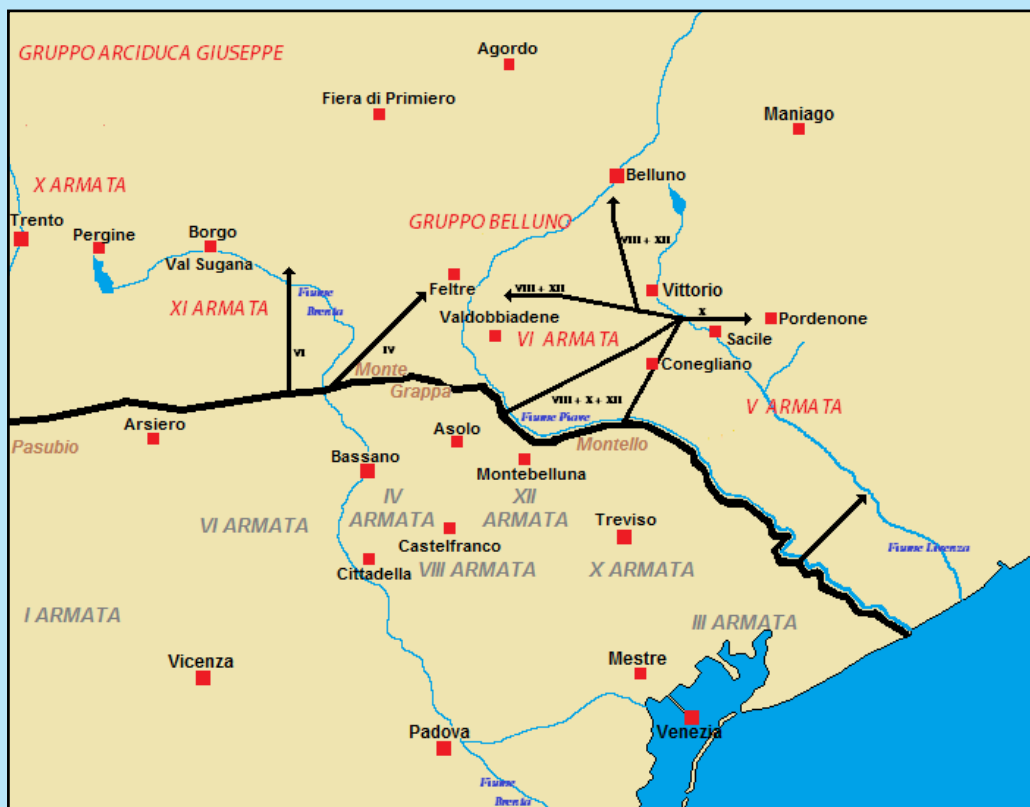 GRUPPO ARCIDUCA GIUSEPPE
Agordo
Fiera di Primiero
Maniago
Belluno
X ARMATA
Trento
Pergine
Borgo
Val Sugana
GRUPPO BELLUNO
VIII + XII
Feltre
Fiume
Brenta
VIII + XII
Vittorio
XI ARMATA
Valdobbiadene
X
Pordenone
VI ARMATA
Sacile
VI
IV
Monte
Grappa
Conegliano
VIII + X + XII
V ARMATA
Fiume Piave
Arsiero
Pasubio
Asolo
Montello
Bassano
Montebelluna
IV
ARMATA
XII
ARMATA
VI ARMATA
Treviso
Castelfranco
Fiume Livenza
Cittadella
VIII ARMATA
X ARMATA
I ARMATA
III ARMATA
Vicenza
Mestre
Padova
Venezia
Fiume
Brenta